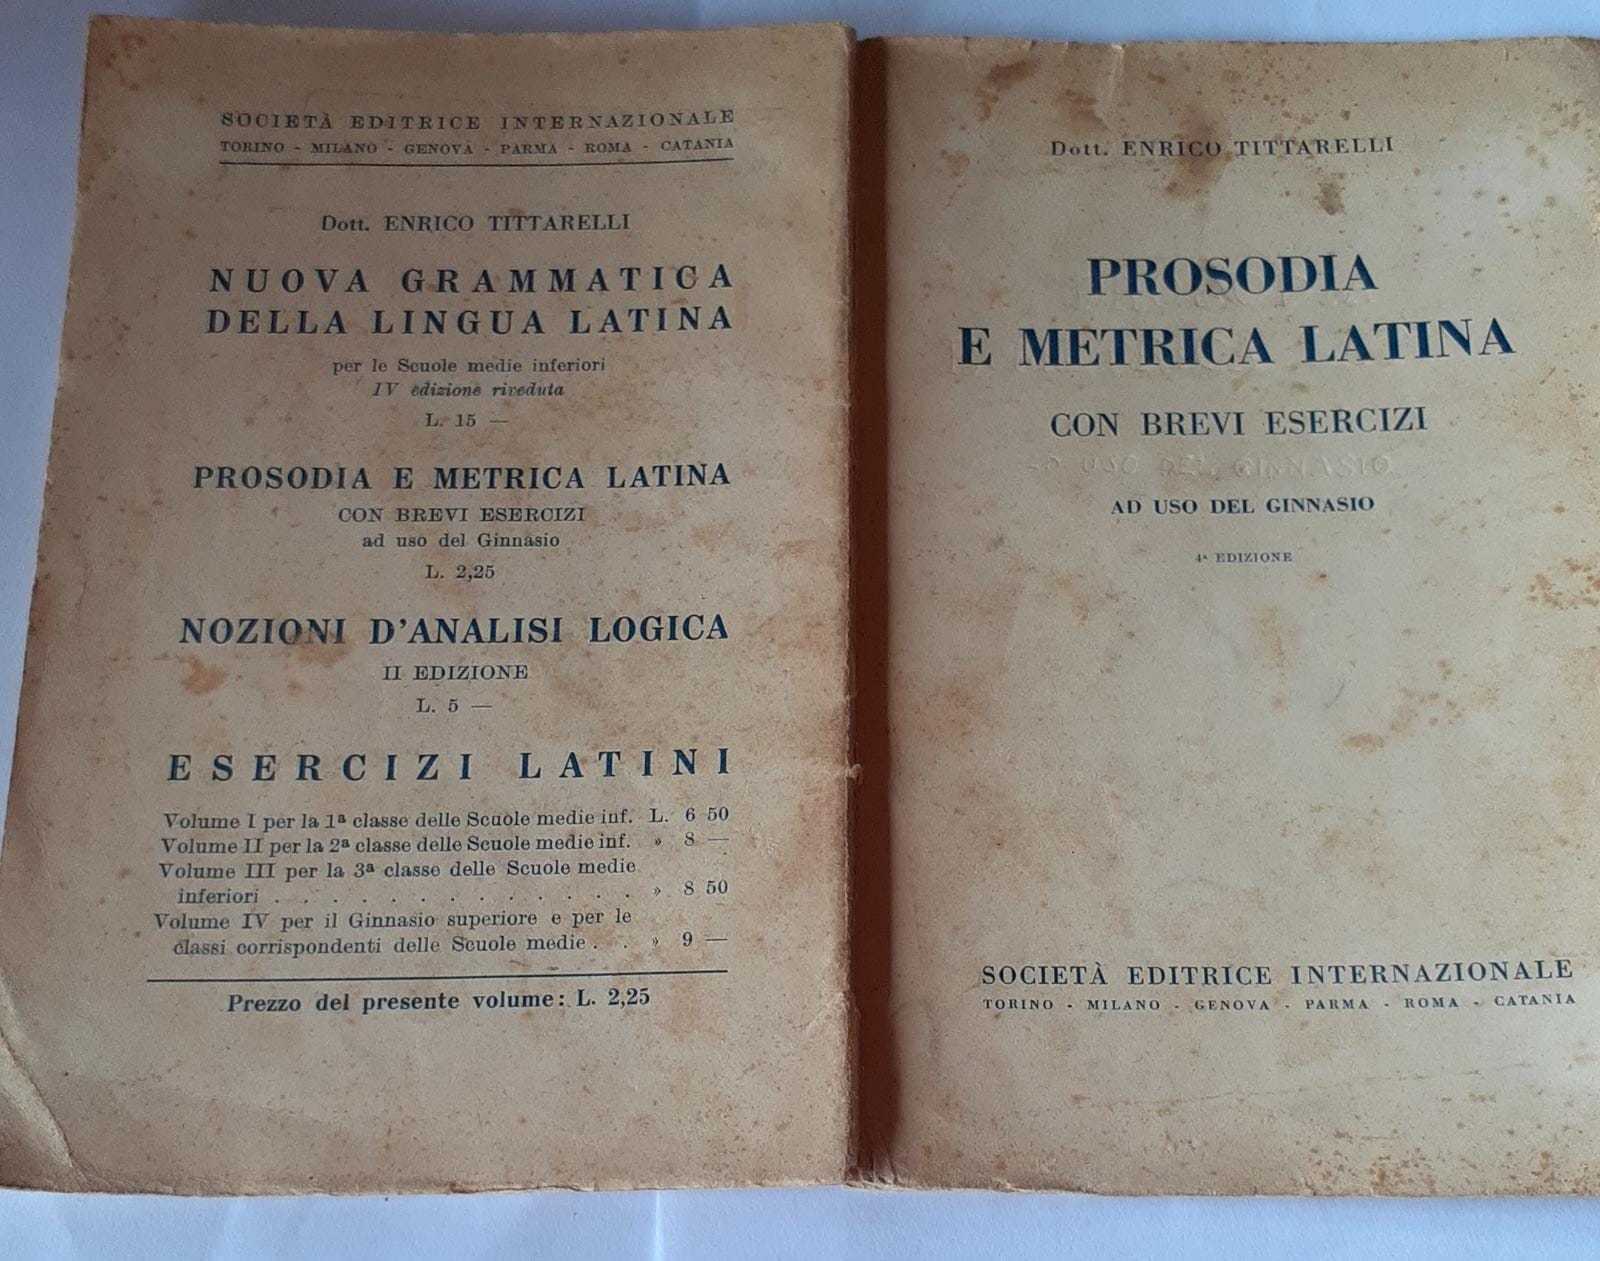 SOCIETÀ EDITRICE INTERNAZIONALE
TORINO - MILANO - GENOVA - PARMA - ROMA - CATANIA
Dott. ENRICO TITTARELLI
NUOVA GRAMMATICA
DELLA LINGUA LATINA
per le Scuole medie inferiori
IV edizione riveduta
L. 15 —
PROSODIA E METRICA LATINA
CON BREVI ESERCIZI
ad uso del Ginnasio
L. 2,25
NOZIONI D'ANALISI LOGICA
II EDIZIONE
L. 5 —
ESERCIZI LATINI
Volume I per la 1ª classe delle Scuole medie inf. L. 6 50
Volume II per la 2ª classe delle Scuole medie inf. » 8 —
Volume III per la 3ª classe delle Scuole medie
inferiori . . . . . . . . . . . . . » 8 50
Volume IV per il Ginnasio superiore e per le
classi corrispondenti delle Scuole medie . . » 9 —
Prezzo del presente volume: L. 2,25
Dott. ENRICO TITTARELLI
PROSODIA
E METRICA LATINA
CON BREVI ESERCIZI
AD USO DEL GINNASIO
4ª EDIZIONE
SOCIETÀ EDITRICE INTERNAZIONALE
TORINO - MILANO - GENOVA - PARMA - ROMA - CATANIA